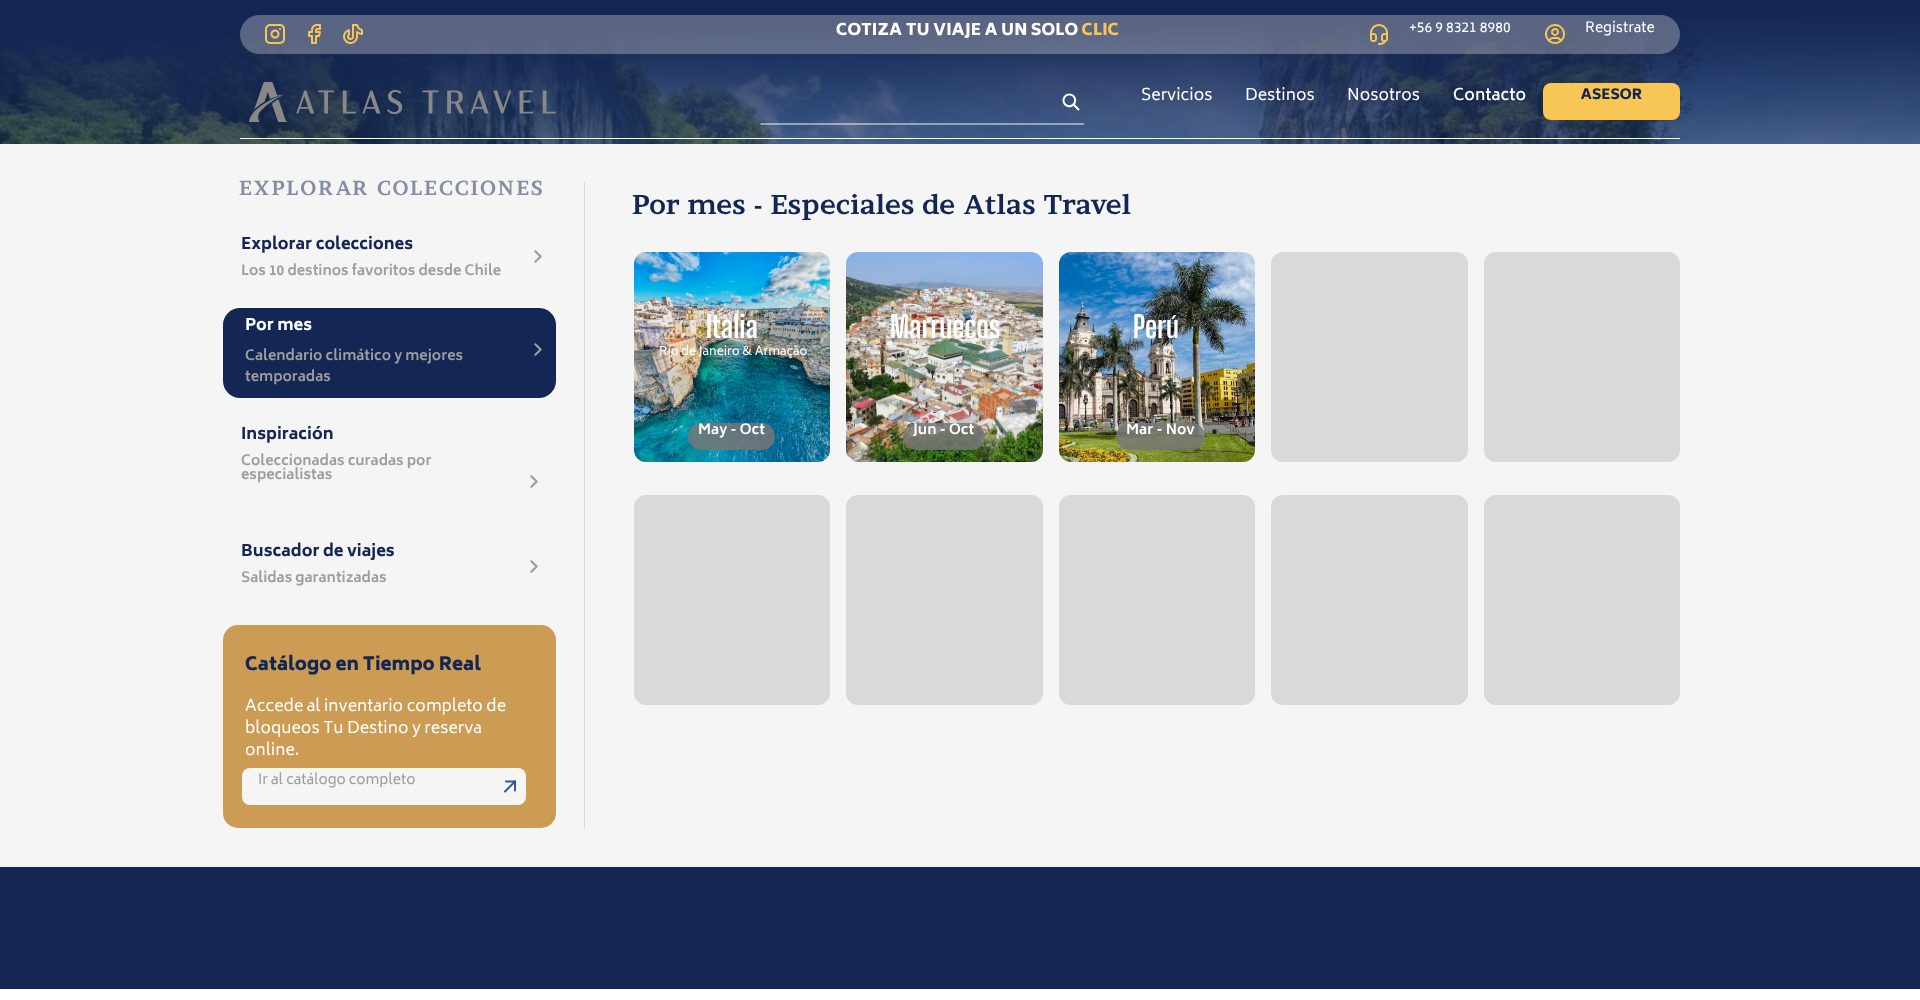 COTIZA TU VIAJE A UN SOLO CLIC
+56 9 8321 8980
Registrate
ATLAS TRAVEL
Servicios
Destinos
Nosotros
Contacto
ASESOR
EXPLORAR COLECCIONES
Explorar colecciones
Los 10 destinos favoritos desde Chile
Por mes
Calendario climático y mejores
temporadas
Inspiración
Coleccionadas curadas por
especialistas
Buscador de viajes
Salidas garantizadas
Catálogo en Tiempo Real
Accede al inventario completo de
bloqueos Tu Destino y reserva
online.
Ir al catálogo completo
Por mes - Especiales de Atlas Travel
Italia
Rio de Janeiro & Armação
May - Oct
Marruecos
Jun - Oct
Perú
Mar - Nov